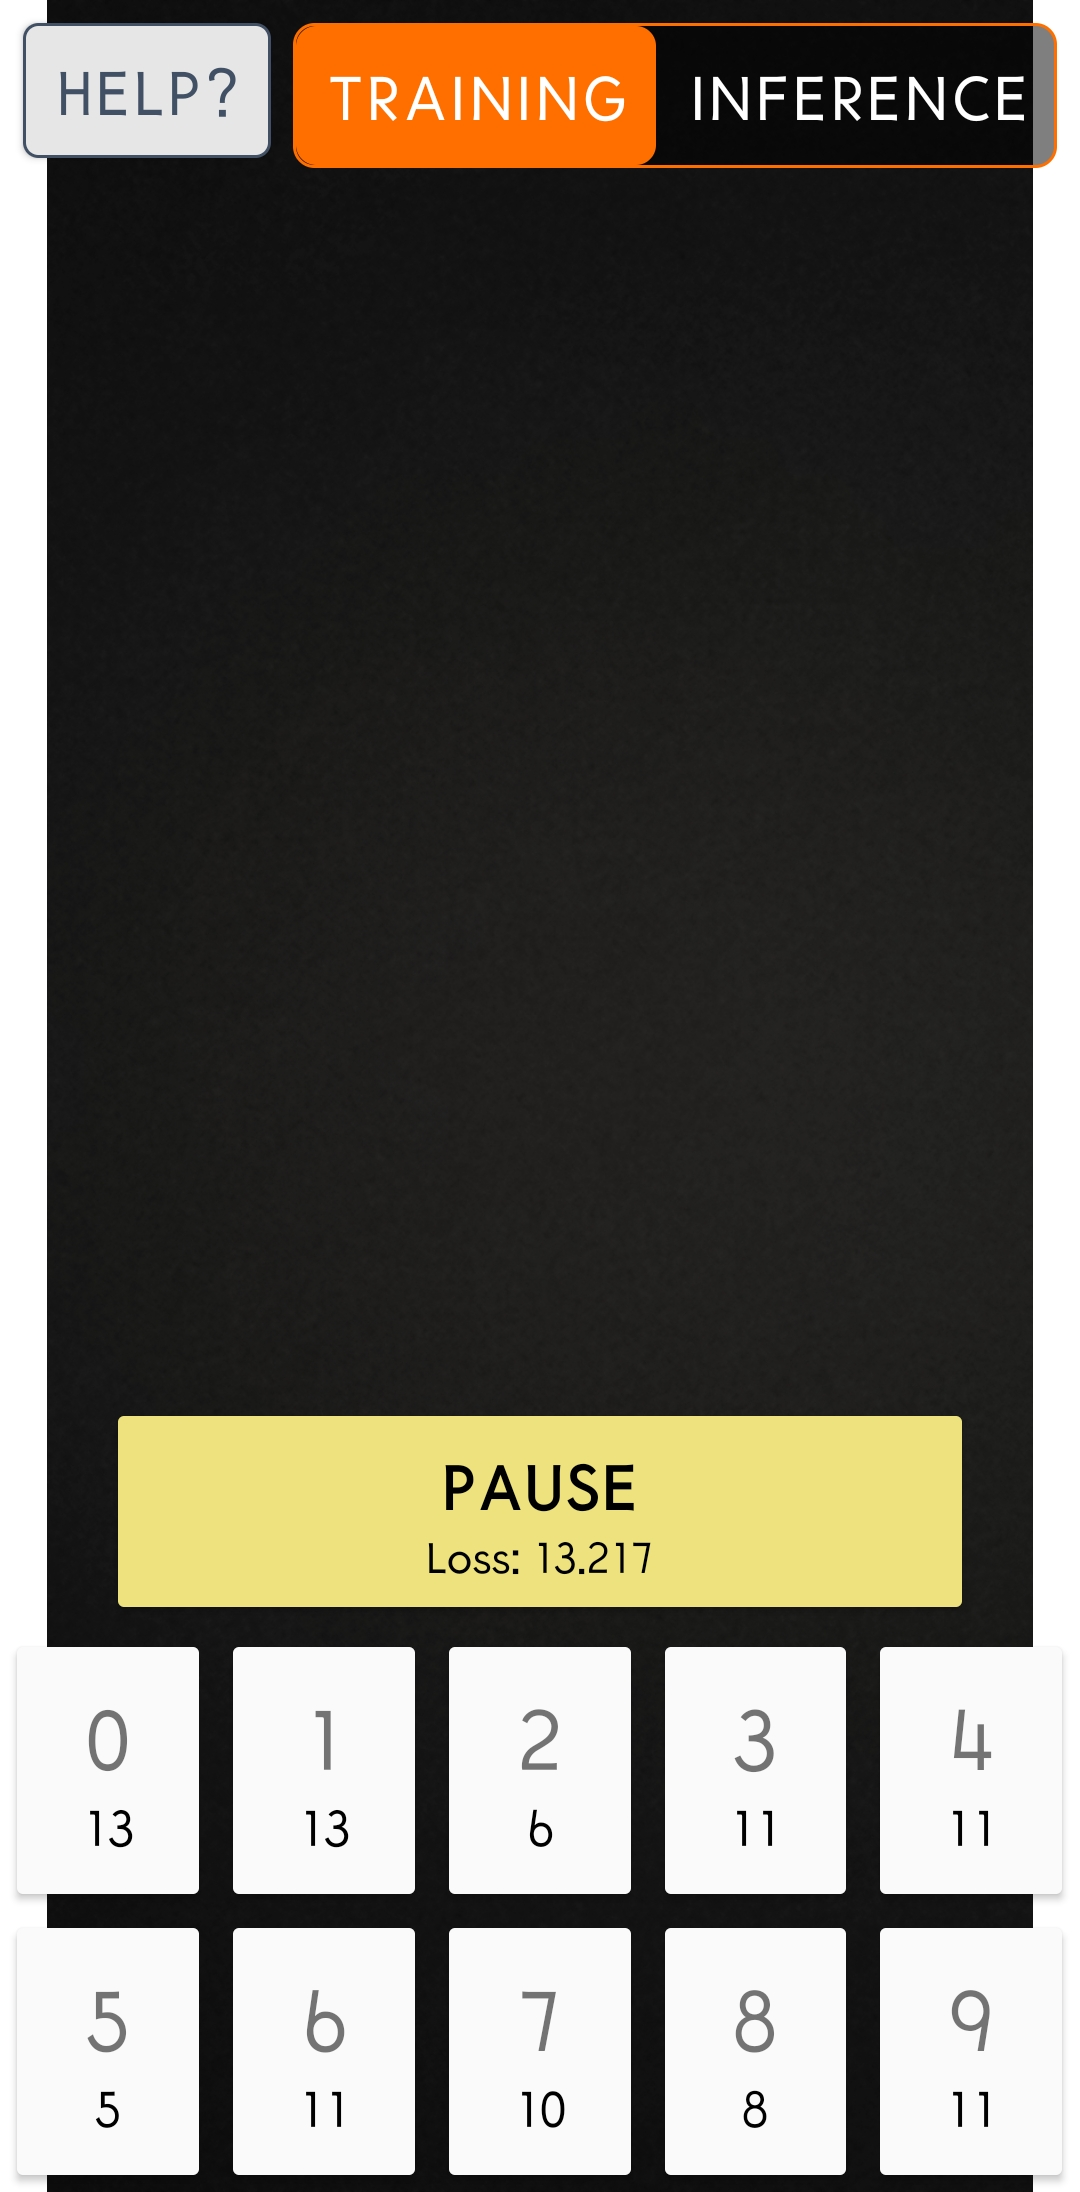 HELP?
TRAINING INFERENCE
PAUSE
Loss: 13.217
0 1 2 3 4
13 13 6 11 11
5 6 7 8 9
5 11 10 8 11